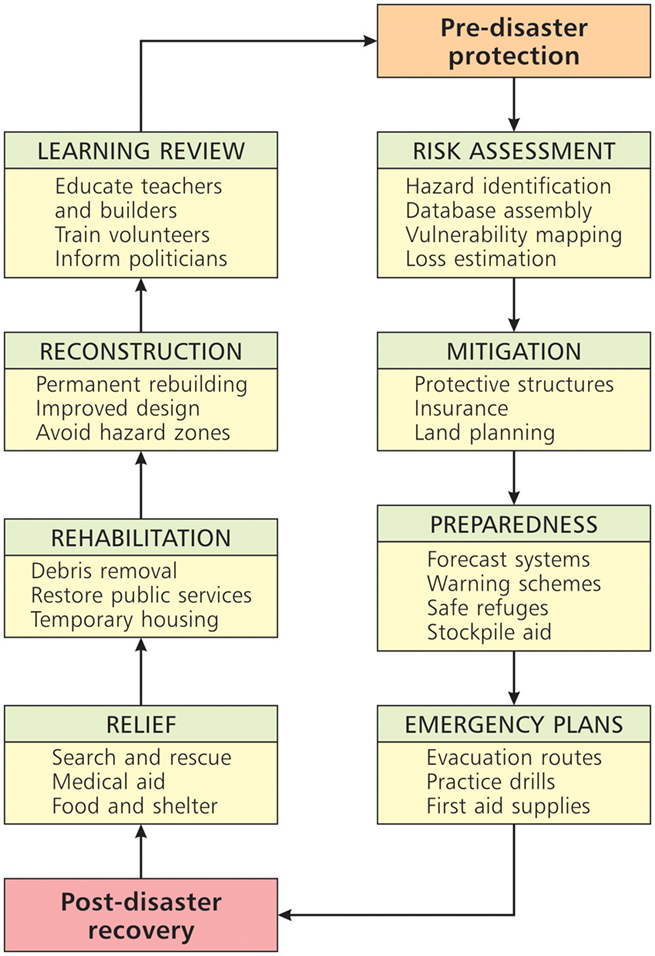 Pre-disaster
protection
RISK ASSESSMENT
Hazard identification
Database assembly
Vulnerability mapping
Loss estimation
MITIGATION
Protective structures
Insurance
Land planning
PREPAREDNESS
Forecast systems
Warning schemes
Safe refuges
Stockpile aid
EMERGENCY PLANS
Evacuation routes
Practice drills
First aid supplies
Post-disaster
recovery
RELIEF
Search and rescue
Medical aid
Food and shelter
REHABILITATION
Debris removal
Restore public services
Temporary housing
RECONSTRUCTION
Permanent rebuilding
Improved design
Avoid hazard zones
LEARNING REVIEW
Educate teachers
and builders
Train volunteers
Inform politicians